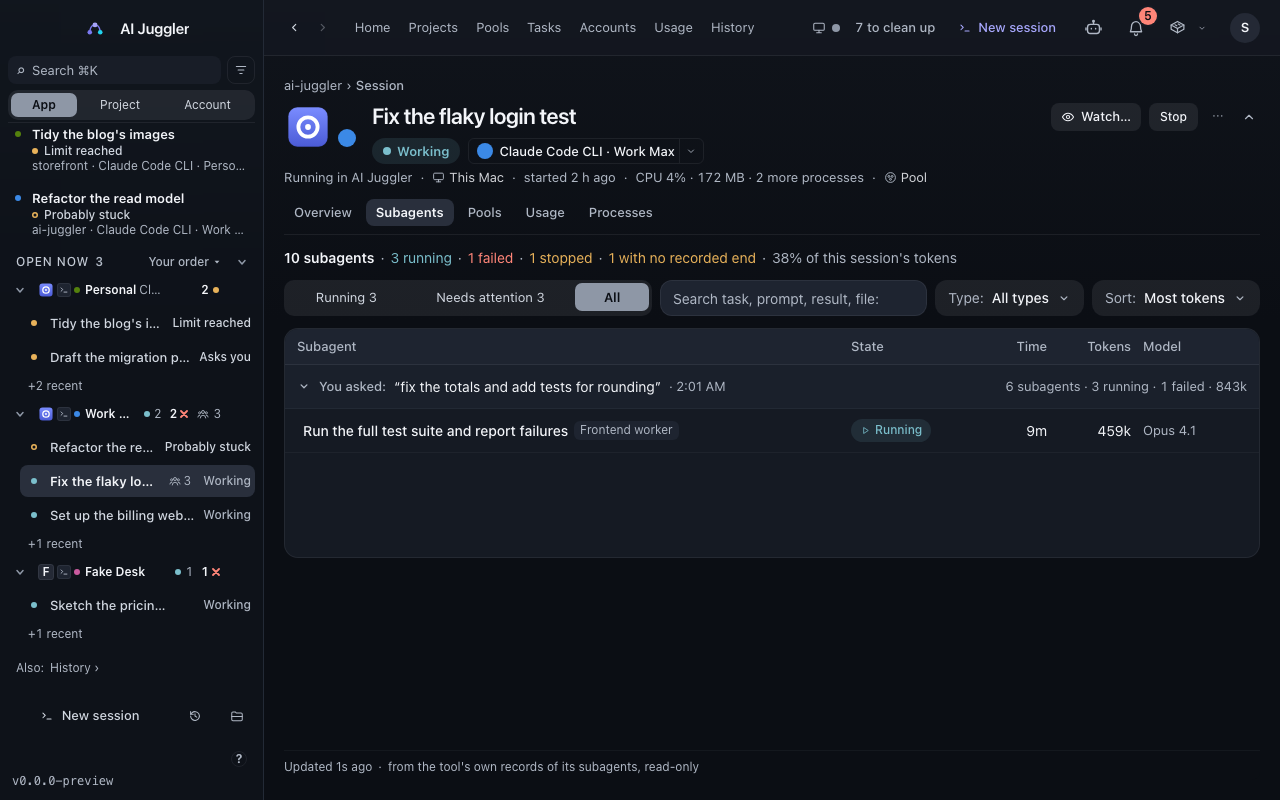 AI Juggler
Search ⌘K
App Project Account
Tidy the blog's images
Limit reached
storefront · Claude Code CLI · Perso...
Refactor the read model
Probably stuck
ai-juggler · Claude Code CLI · Work ...
OPEN NOW 3 Your order
Personal Cl... 2
Tidy the blog's i... Limit reached
Draft the migration p... Asks you
+2 recent
Work ... 2 2 3
Refactor the re... Probably stuck
Fix the flaky lo... 3 Working
Set up the billing web... Working
+1 recent
F Fake Desk 1 1
Sketch the pricin... Working
+1 recent
Also: History ›
New session
?
v0.0.0-preview
Home Projects Pools Tasks Accounts Usage History 7 to clean up New session 5 S
ai-juggler › Session
Fix the flaky login test
Watch... Stop ...
Working Claude Code CLI · Work Max
Running in AI Juggler · This Mac · started 2 h ago · CPU 4% · 172 MB · 2 more processes · Pool
Overview Subagents Pools Usage Processes
10 subagents · 3 running · 1 failed · 1 stopped · 1 with no recorded end · 38% of this session's tokens
Running 3 Needs attention 3 All Search task, prompt, result, file: Type: All types Sort: Most tokens
Subagent State Time Tokens Model
You asked: “fix the totals and add tests for rounding” · 2:01 AM 6 subagents · 3 running · 1 failed · 843k
Run the full test suite and report failures Frontend worker Running 9m 459k Opus 4.1
Updated 1s ago · from the tool's own records of its subagents, read-only